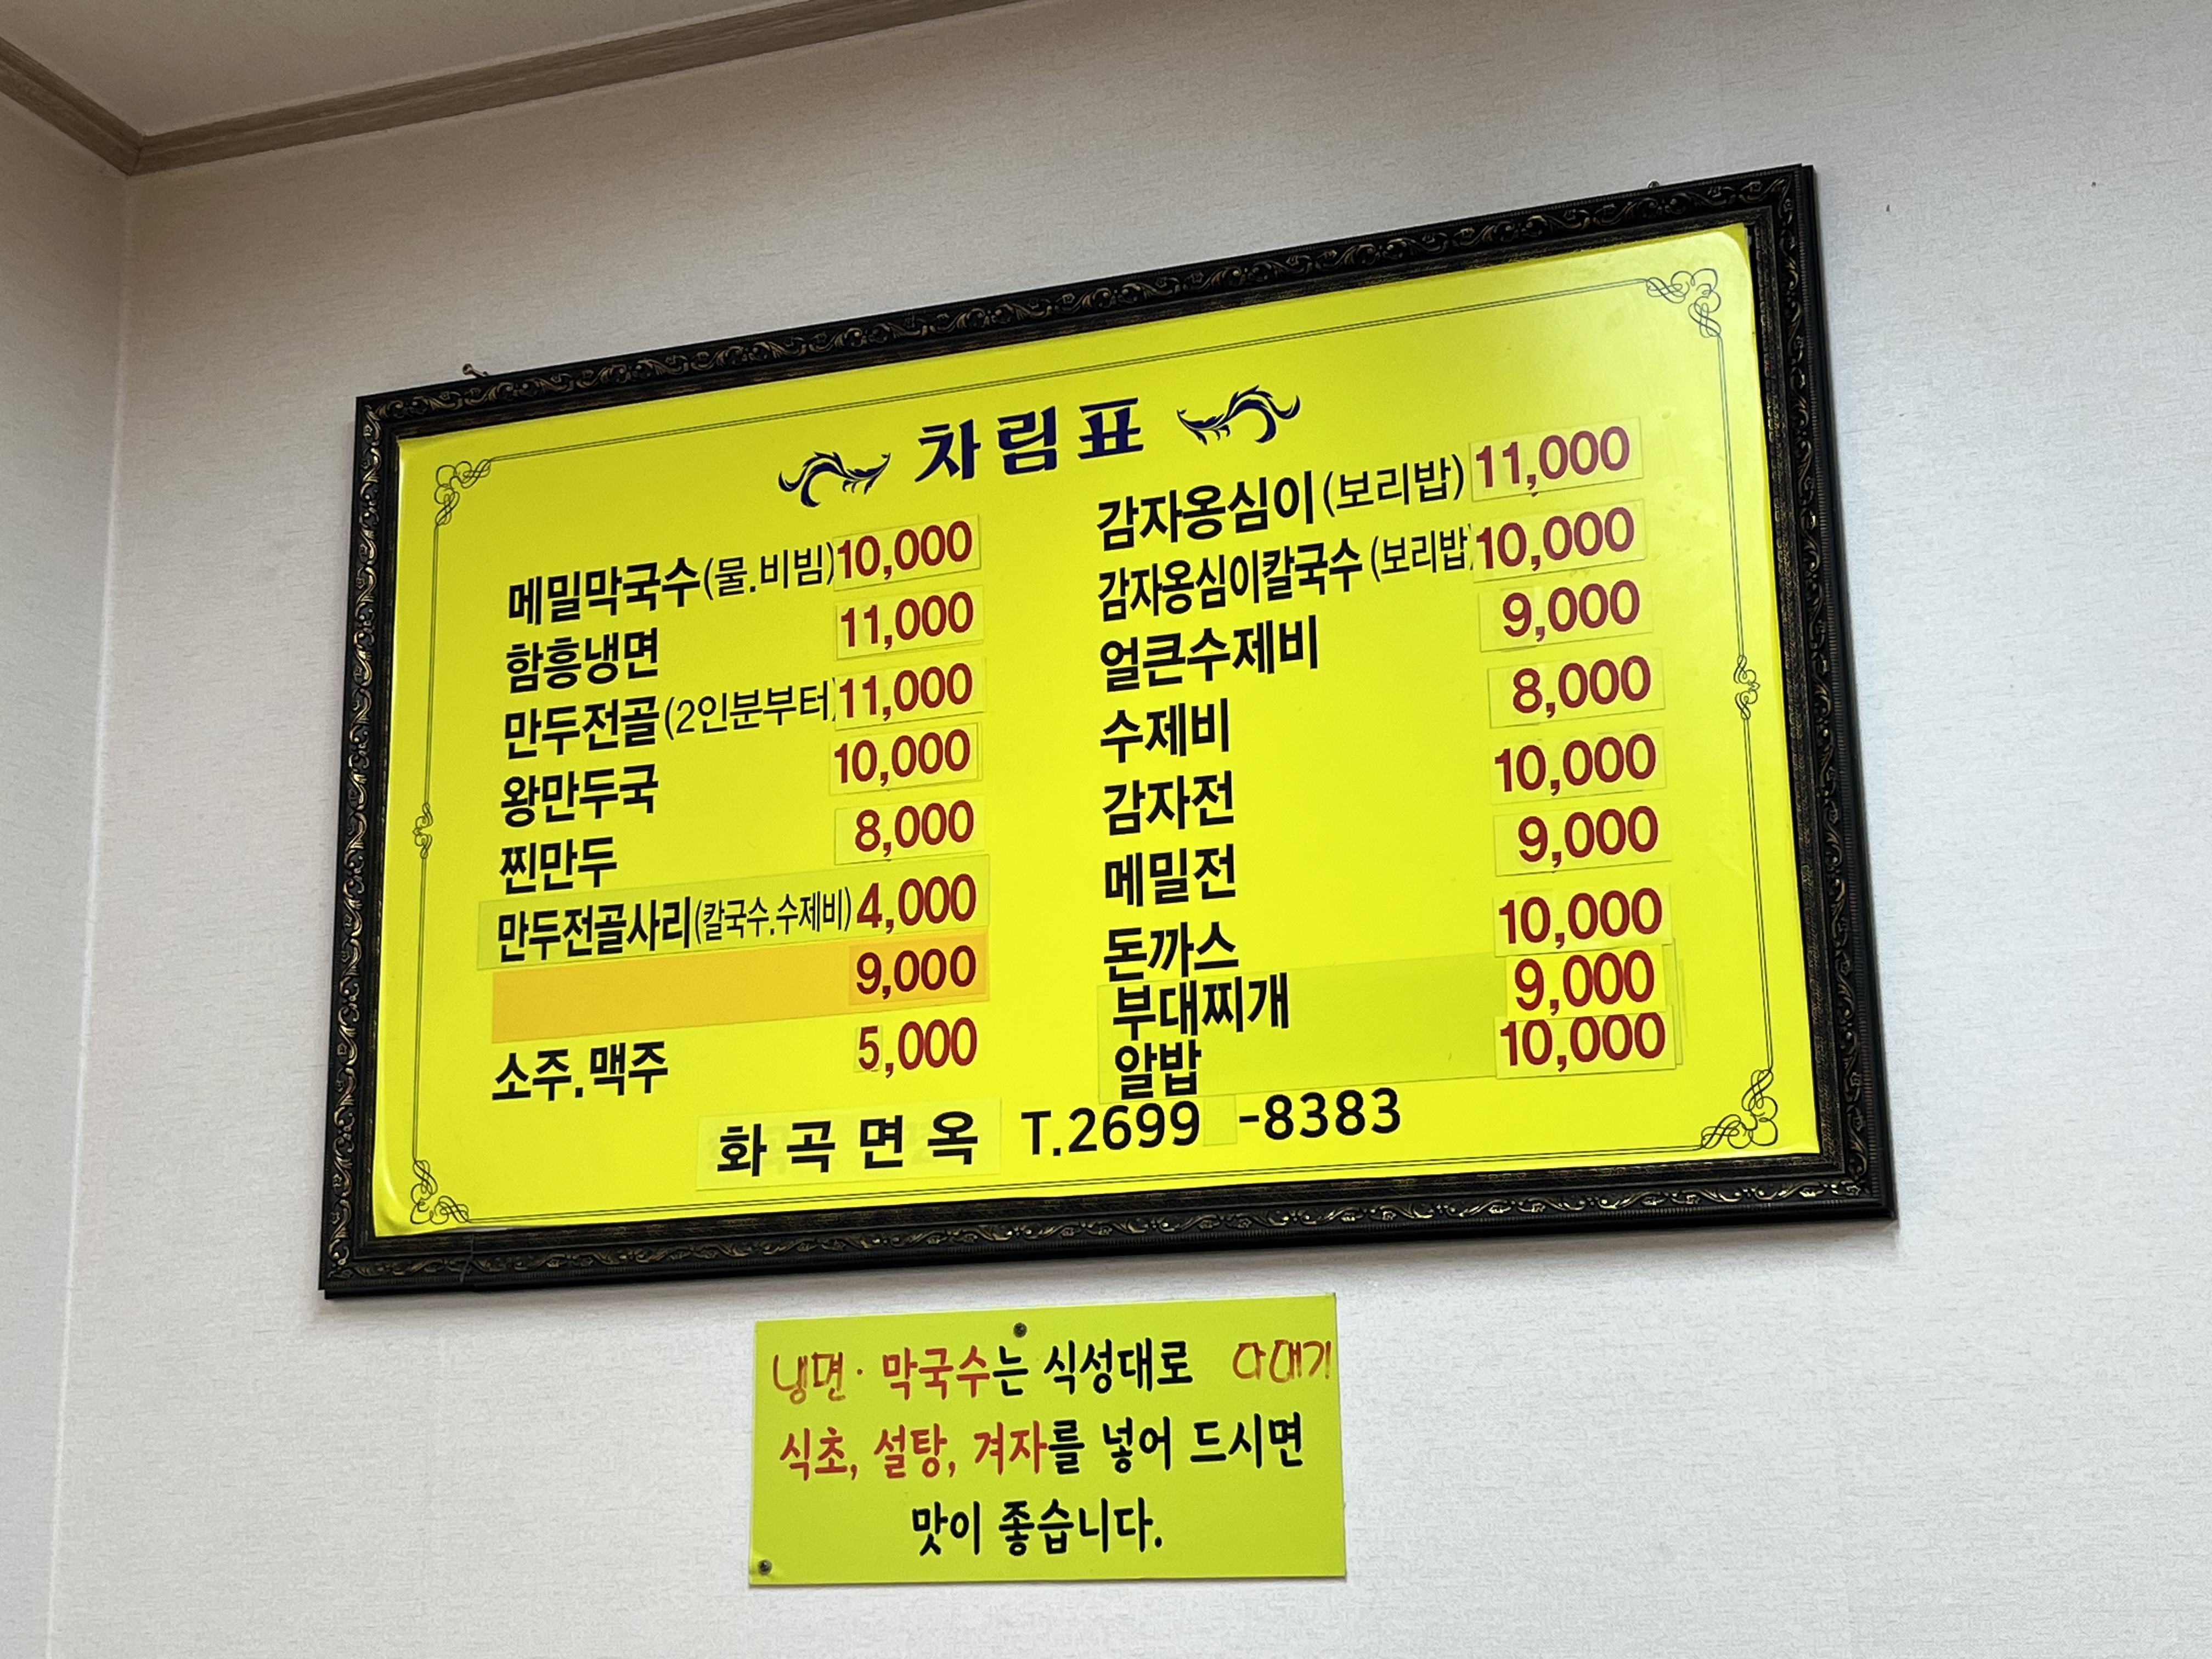 차림표
메밀막국수(물.비빔) 10,000
함흥냉면 11,000
만두전골(2인분부터) 11,000
왕만두국 10,000
찐만두 8,000
만두전골사리(칼국수.수제비) 4,000
9,000
소주.맥주 5,000
감자옹심이(보리밥) 11,000
감자옹심이칼국수(보리밥) 10,000
얼큰수제비 9,000
수제비 8,000
감자전 10,000
메밀전 9,000
돈까스 10,000
부대찌개 9,000
알밥 10,000
화곡면옥 T.2699 -8383
냉면·막국수는 식성대로 다대기
식초, 설탕, 겨자를 넣어 드시면
맛이 좋습니다.